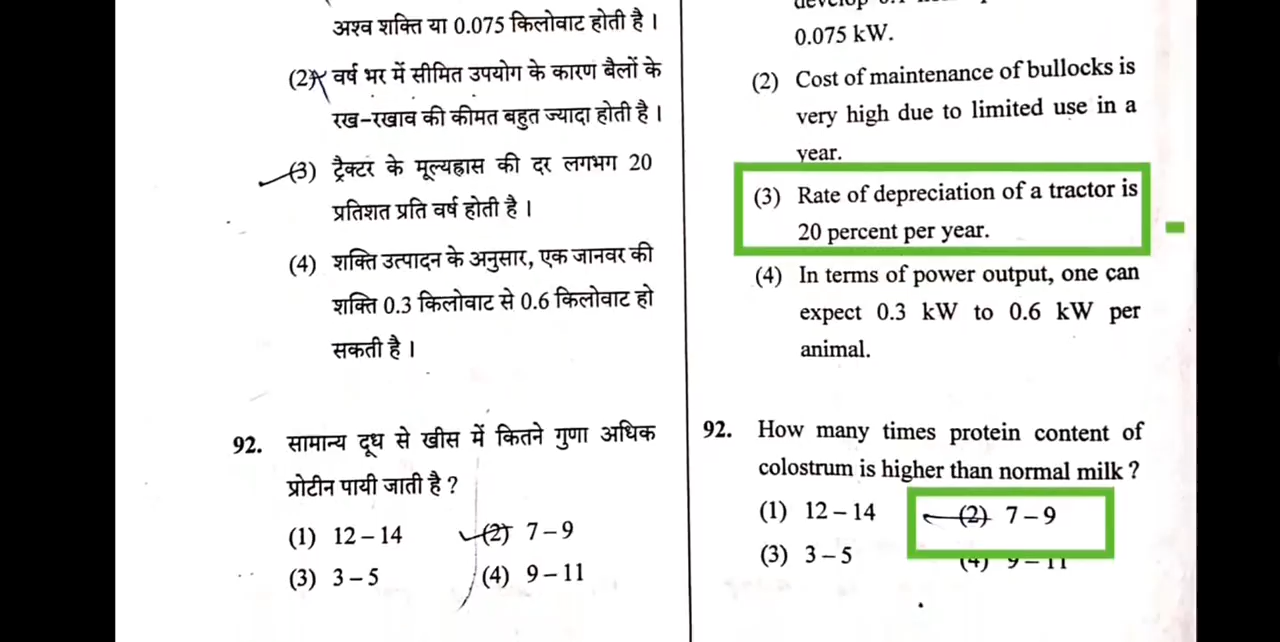 अश्व शक्ति या 0.075 किलोवाट होती है ।
(2) वर्ष भर में सीमित उपयोग के कारण बैलों के
रख-रखाव की कीमत बहुत ज्यादा होती है ।
(3) ट्रैक्टर के मूल्यह्रास की दर लगभग 20
प्रतिशत प्रति वर्ष होती है ।
(4) शक्ति उत्पादन के अनुसार, एक जानवर की
शक्ति 0.3 किलोवाट से 0.6 किलोवाट हो
सकती है ।
92. सामान्य दूध से खीस में कितने गुणा अधिक
प्रोटीन पायी जाती है ?
(1) 12 – 14 (2) 7 – 9
(3) 3 – 5 (4) 9 – 11
0.075 kW.
(2) Cost of maintenance of bullocks is
very high due to limited use in a
year.
(3) Rate of depreciation of a tractor is
20 percent per year.
(4) In terms of power output, one can
expect 0.3 kW to 0.6 kW per
animal.
92. How many times protein content of
colostrum is higher than normal milk ?
(1) 12 – 14 (2) 7 – 9
(3) 3 – 5 (4) 9 – 11